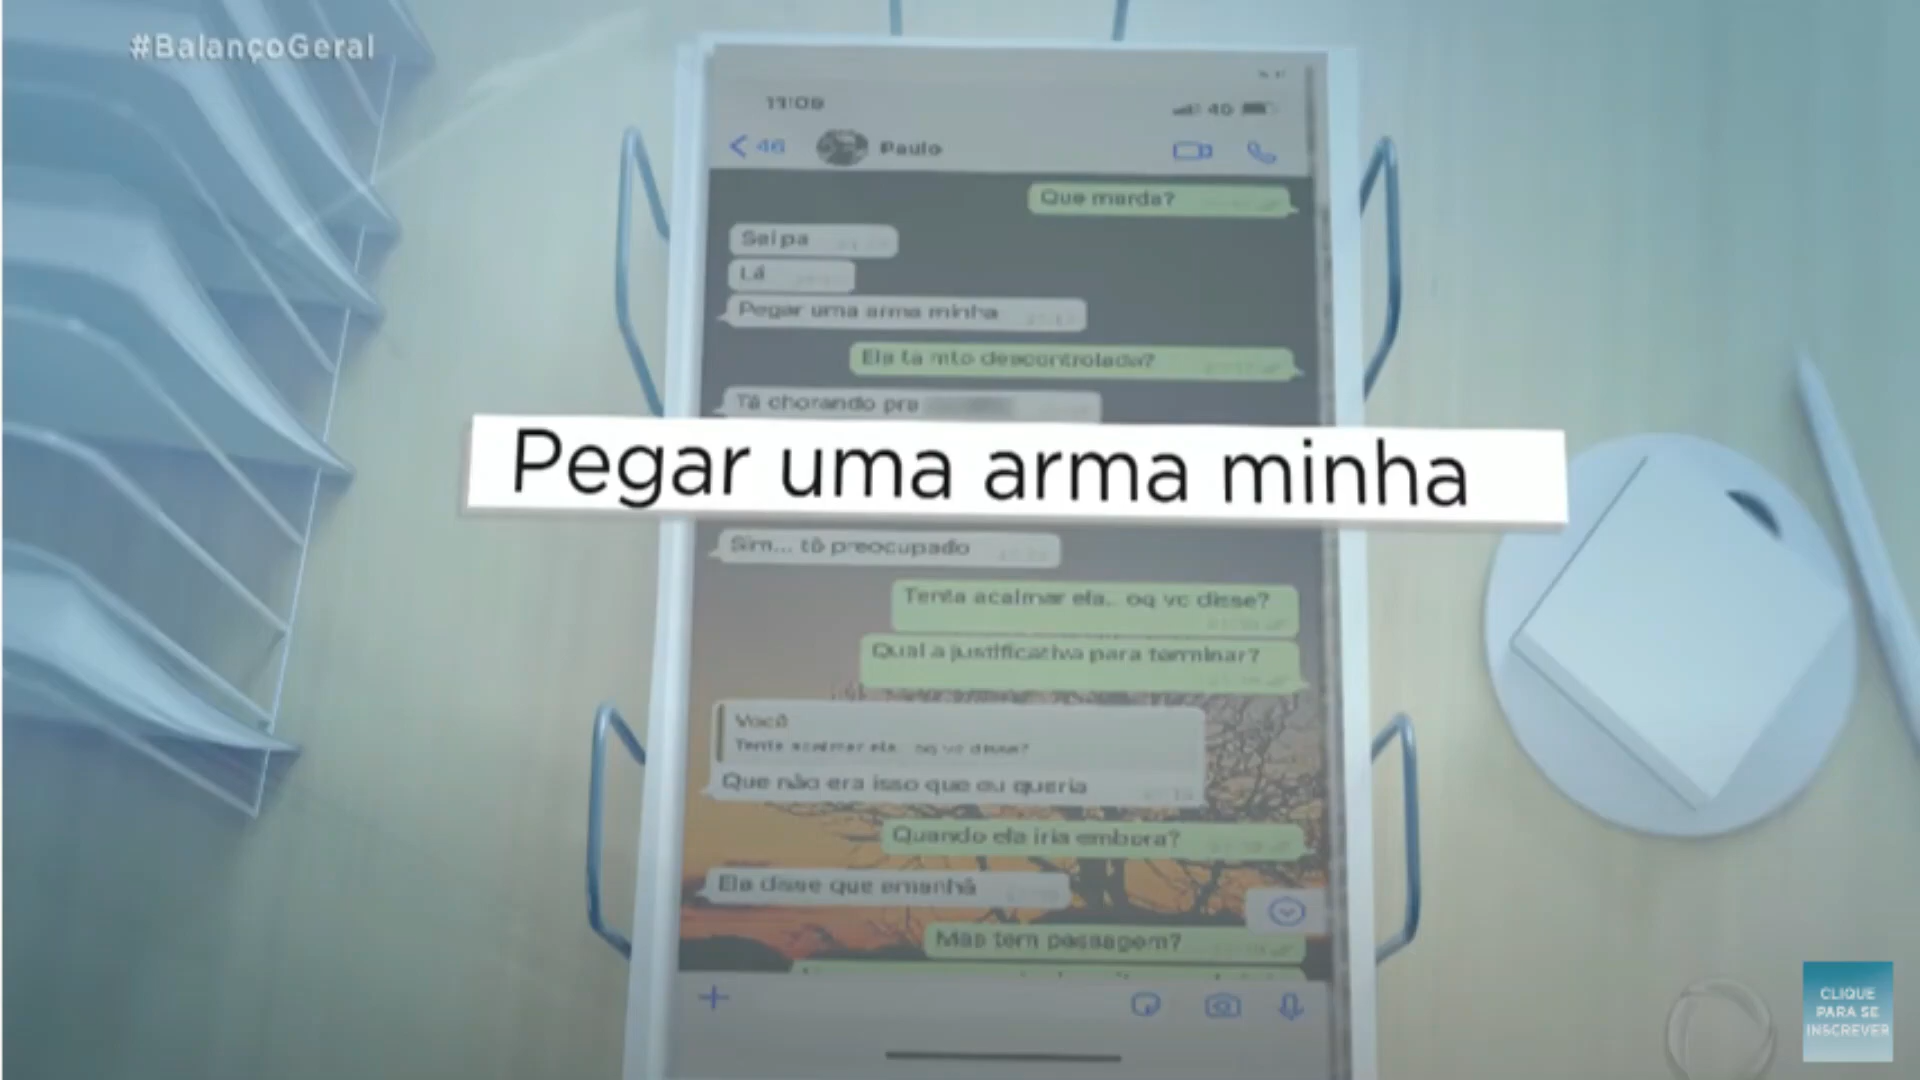 #BalançoGeral
11:09
4G
46
Paulo
Que merda?
Sei pa
Lá
Pegar uma arma minha
Ela ta mto descontrolada?
Tá chorando pra
Pegar uma arma minha
Sim... tô preocupado
Tenta acalmar ela.. oq vc disse?
Qual a justificativa para terminar?
Você
Tenta acalmar ela.. oq vc disse?
Que não era isso que eu queria
Quando ela iria embora?
Ela disse que amanhã
Mas tem passagem?
CLIQUE
PARA SE
INSCREVER